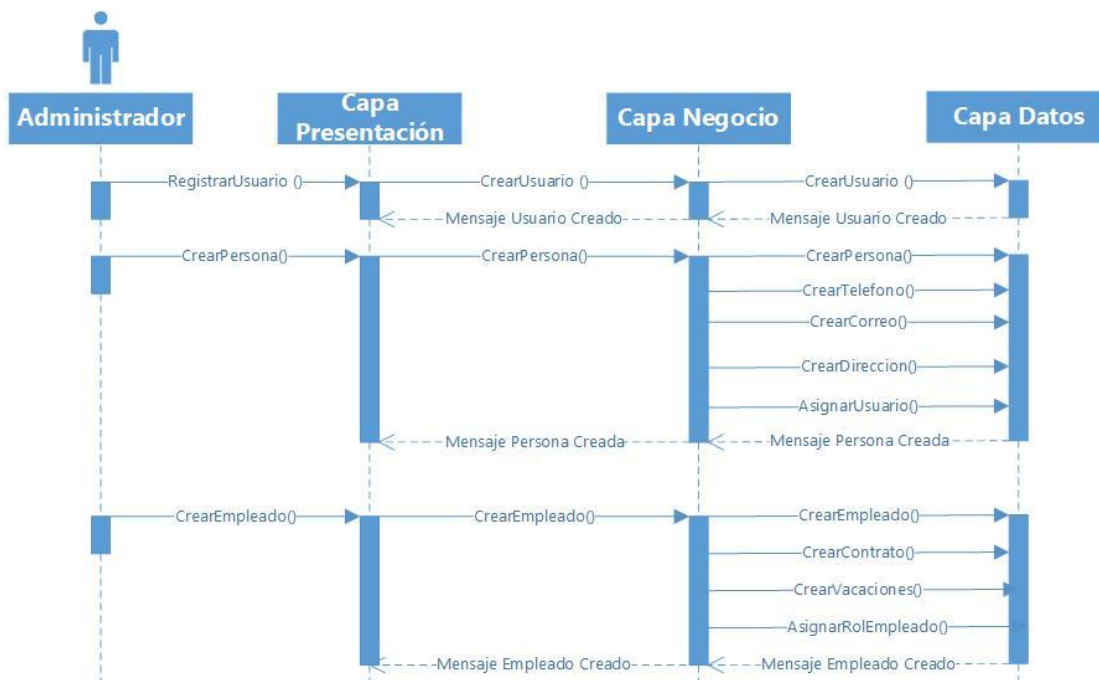 Administrador
Capa
Presentación
Capa Negocio
Capa Datos
RegistrarUsuario ()
CrearUsuario ()
CrearUsuario ()
Mensaje Usuario Creado
Mensaje Usuario Creado
CrearPersona()
CrearPersona()
CrearPersona()
CrearTelefono()
CrearCorreo()
CrearDireccion()
AsignarUsuario()
Mensaje Persona Creada
Mensaje Persona Creada
CrearEmpleado()
CrearEmpleado()
CrearEmpleado()
CrearContrato()
CrearVacaciones()
AsignarRolEmpleado()
Mensaje Empleado Creado
Mensaje Empleado Creado